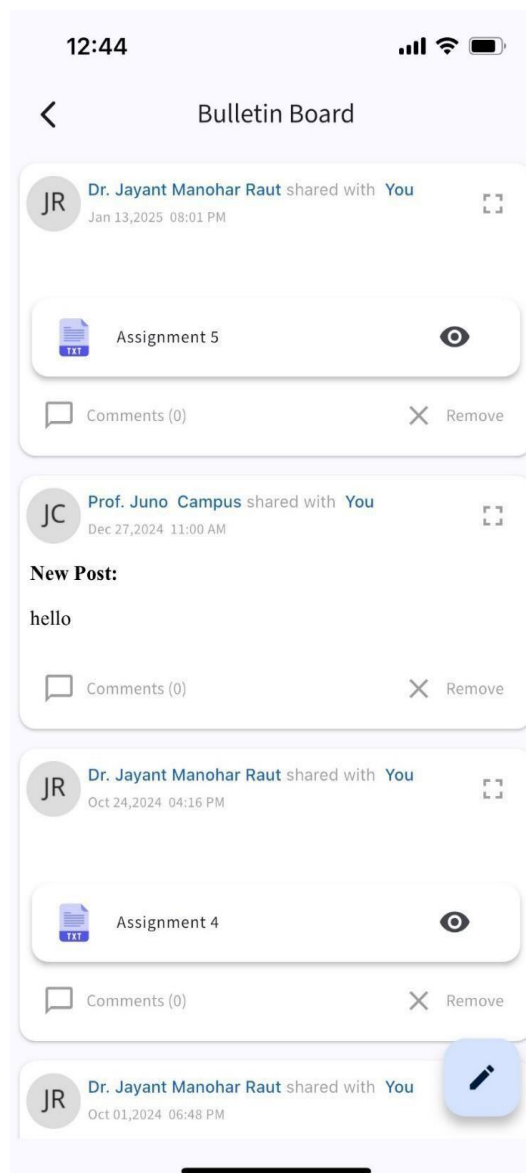 12:44
Bulletin Board
JR
Dr. Jayant Manohar Raut shared with You
Jan 13,2025 08:01 PM
TXT
Assignment 5
Comments (0)
Remove
JC
Prof. Juno Campus shared with You
Dec 27,2024 11:00 AM
New Post:
hello
Comments (0)
Remove
JR
Dr. Jayant Manohar Raut shared with You
Oct 24,2024 04:16 PM
TXT
Assignment 4
Comments (0)
Remove
JR
Dr. Jayant Manohar Raut shared with You
Oct 01,2024 06:48 PM